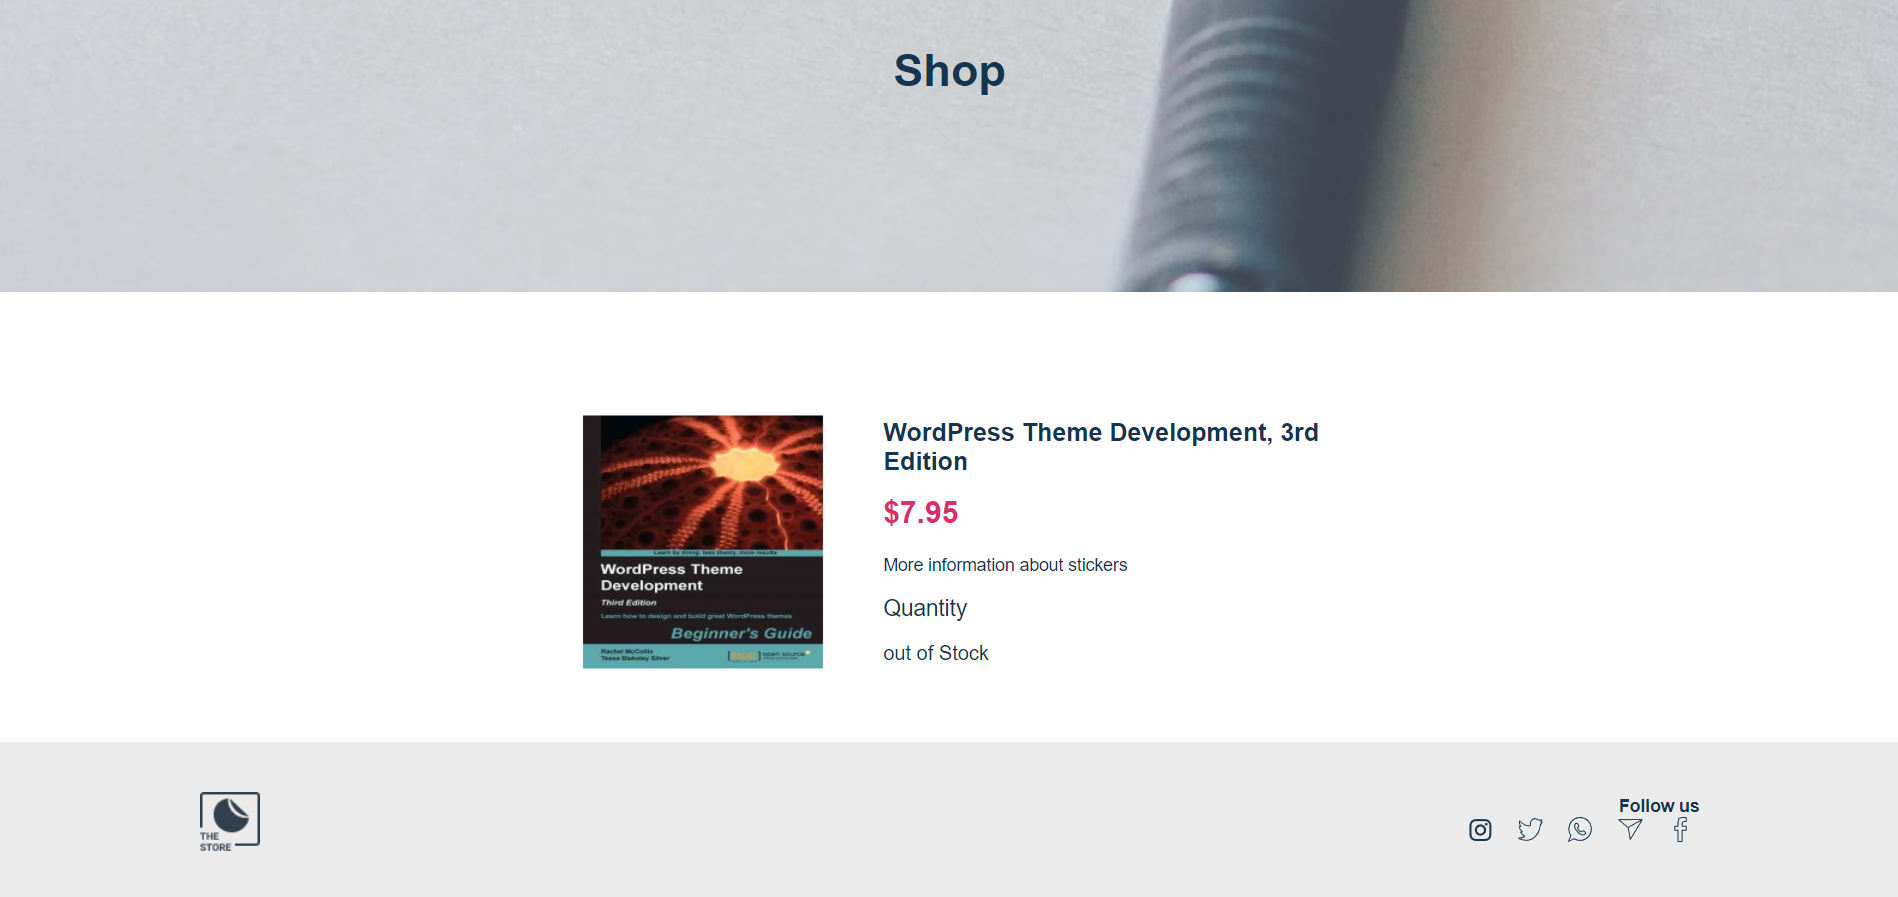 Shop
Learn by doing: less theory, more results
WordPress Theme
Development
Third Edition
Learn how to design and build great WordPress themes
Beginner's Guide
Rachel McCollin
Tessa Blakeley Silver
[PACKT] open source
WordPress Theme Development, 3rd
Edition
$7.95
More information about stickers
Quantity
out of Stock
THE
STORE
Follow us